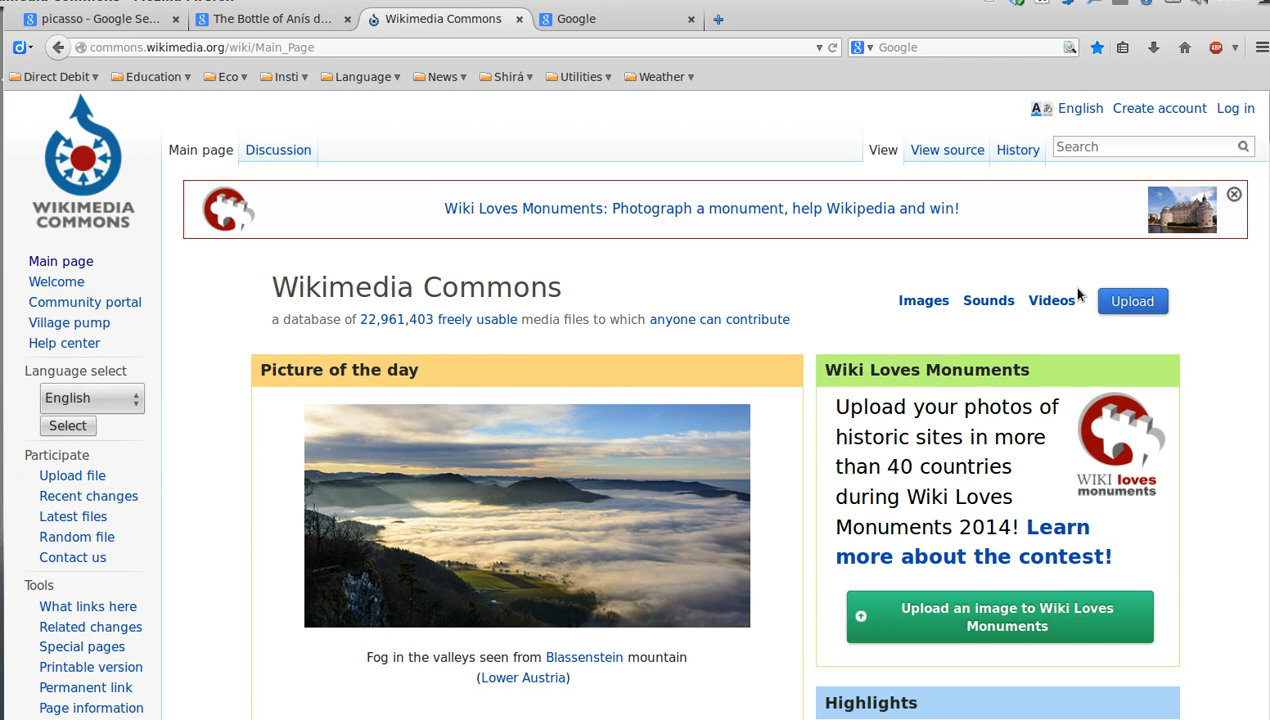 picasso - Google Se...
The Bottle of Anís d...
Wikimedia Commons
Google
commons.wikimedia.org/wiki/Main_Page
Google
Direct Debit
Education
Eco
Insti
Language
News
Shirá
Utilities
Weather
English
Create account
Log in
Main page
Discussion
View
View source
History
Search
WIKIMEDIA
COMMONS
Wiki Loves Monuments: Photograph a monument, help Wikipedia and win!
Main page
Welcome
Community portal
Village pump
Help center
Language select
English
Select
Participate
Upload file
Recent changes
Latest files
Random file
Contact us
Tools
What links here
Related changes
Special pages
Printable version
Permanent link
Page information
Wikimedia Commons
a database of 22,961,403 freely usable media files to which anyone can contribute
Images
Sounds
Videos
Upload
Picture of the day
Fog in the valleys seen from Blassenstein mountain
(Lower Austria)
Wiki Loves Monuments
Upload your photos of
historic sites in more
than 40 countries
during Wiki Loves
Monuments 2014! Learn
more about the contest!
WIKI loves
monuments
Upload an image to Wiki Loves
Monuments
Highlights